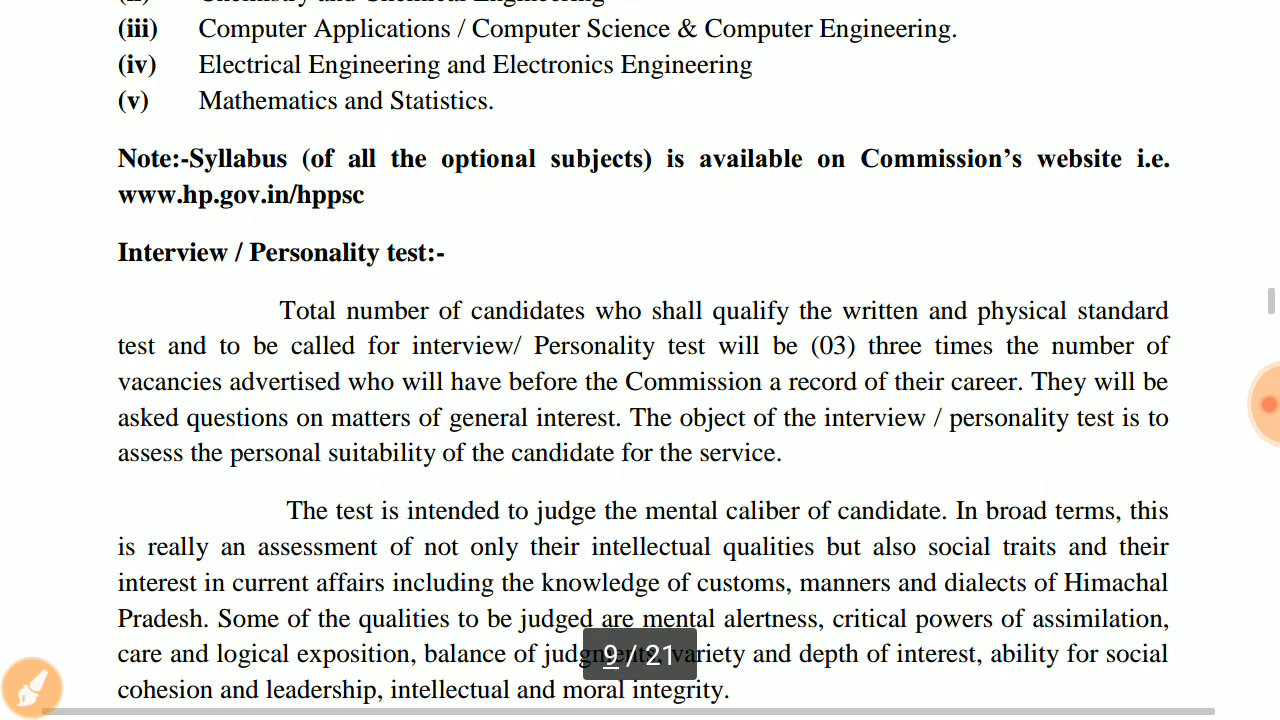 (iii) Computer Applications / Computer Science & Computer Engineering.
(iv) Electrical Engineering and Electronics Engineering
(v) Mathematics and Statistics.
Note:-Syllabus (of all the optional subjects) is available on Commission’s website i.e.
www.hp.gov.in/hppsc
Interview / Personality test:-
Total number of candidates who shall qualify the written and physical standard
test and to be called for interview/ Personality test will be (03) three times the number of
vacancies advertised who will have before the Commission a record of their career. They will be
asked questions on matters of general interest. The object of the interview / personality test is to
assess the personal suitability of the candidate for the service.
The test is intended to judge the mental caliber of candidate. In broad terms, this
is really an assessment of not only their intellectual qualities but also social traits and their
interest in current affairs including the knowledge of customs, manners and dialects of Himachal
Pradesh. Some of the qualities to be judged are mental alertness, critical powers of assimilation,
care and logical exposition, balance of judgments, variety and depth of interest, ability for social
9 / 21
cohesion and leadership, intellectual and moral integrity.